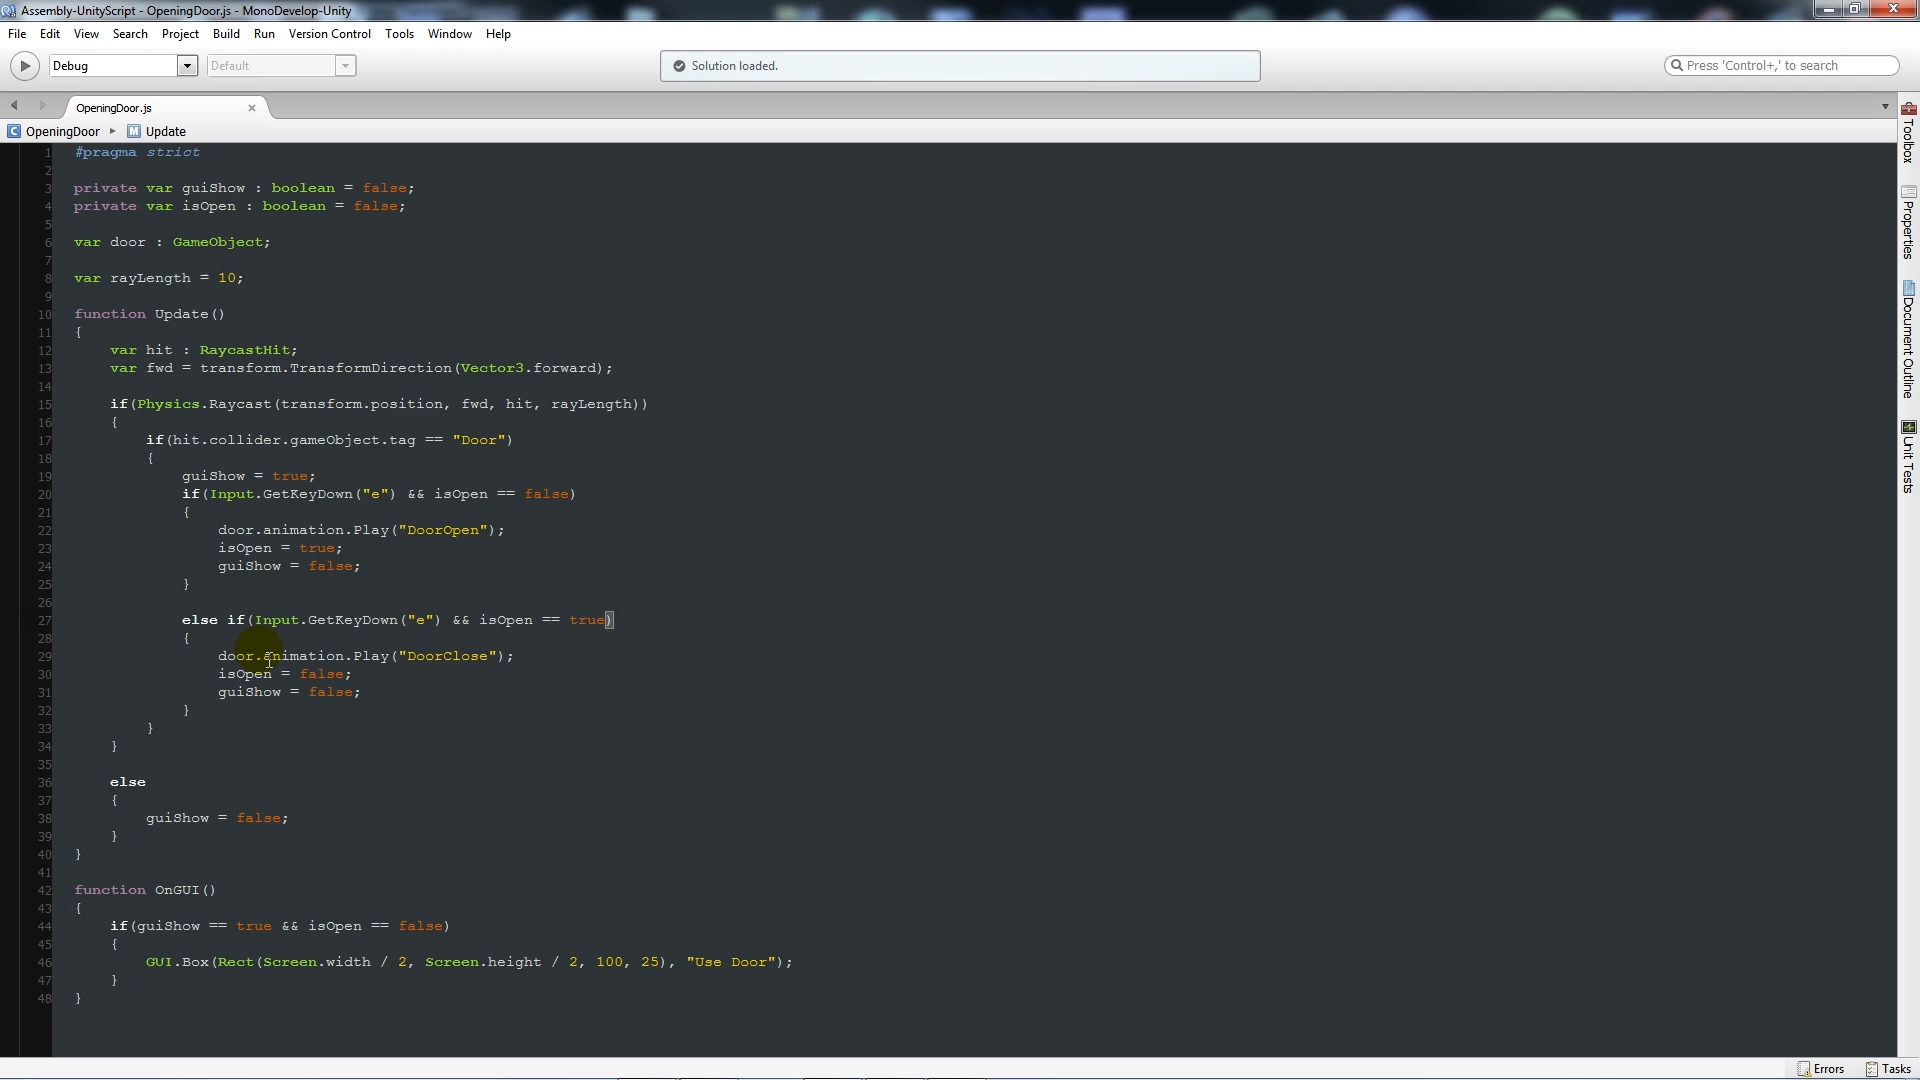 Assembly-UnityScript - OpeningDoor.js - MonoDevelop-Unity
File Edit View Search Project Build Run Version Control Tools Window Help
Debug Default Solution loaded. Press 'Control+,' to search
OpeningDoor.js
OpeningDoor Update
1 #pragma strict
2
3 private var guiShow : boolean = false;
4 private var isOpen : boolean = false;
5
6 var door : GameObject;
7
8 var rayLength = 10;
9
10 function Update()
11 {
12 var hit : RaycastHit;
13 var fwd = transform.TransformDirection(Vector3.forward);
14
15 if(Physics.Raycast(transform.position, fwd, hit, rayLength))
16 {
17 if(hit.collider.gameObject.tag == "Door")
18 {
19 guiShow = true;
20 if(Input.GetKeyDown("e") && isOpen == false)
21 {
22 door.animation.Play("DoorOpen");
23 isOpen = true;
24 guiShow = false;
25 }
26
27 else if(Input.GetKeyDown("e") && isOpen == true)
28 {
29 door.animation.Play("DoorClose");
30 isOpen = false;
31 guiShow = false;
32 }
33 }
34 }
35
36 else
37 {
38 guiShow = false;
39 }
40 }
41
42 function OnGUI()
43 {
44 if(guiShow == true && isOpen == false)
45 {
46 GUI.Box(Rect(Screen.width / 2, Screen.height / 2, 100, 25), "Use Door");
47 }
48 }
Toolbox
Properties
Document Outline
Unit Tests
Errors Tasks